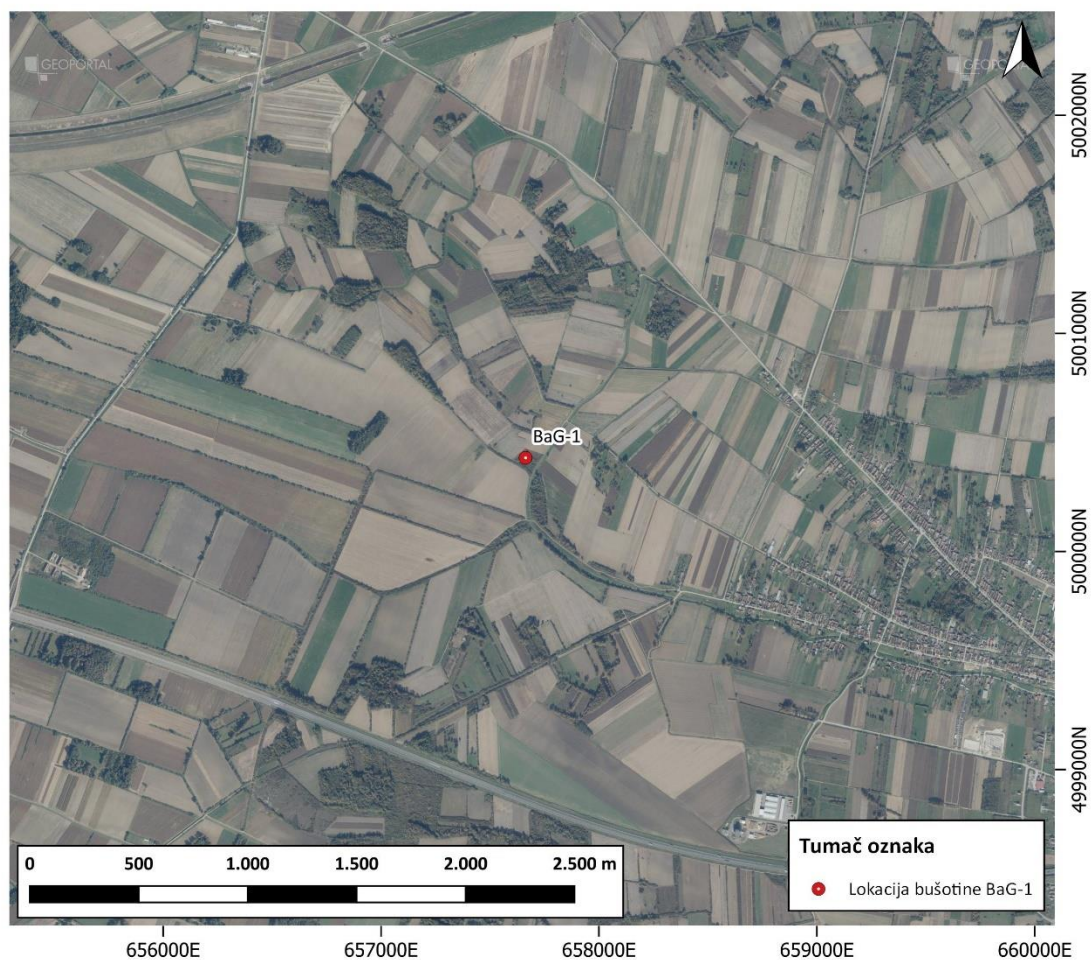 GEOPORTAL
GEOPORTAL
BaG-1
5002000N
5001000N
5000000N
4999000N
0 500 1.000 1.500 2.000 2.500 m
Tumač oznaka
Lokacija bušotine BaG-1
656000E 657000E 658000E 659000E 660000E